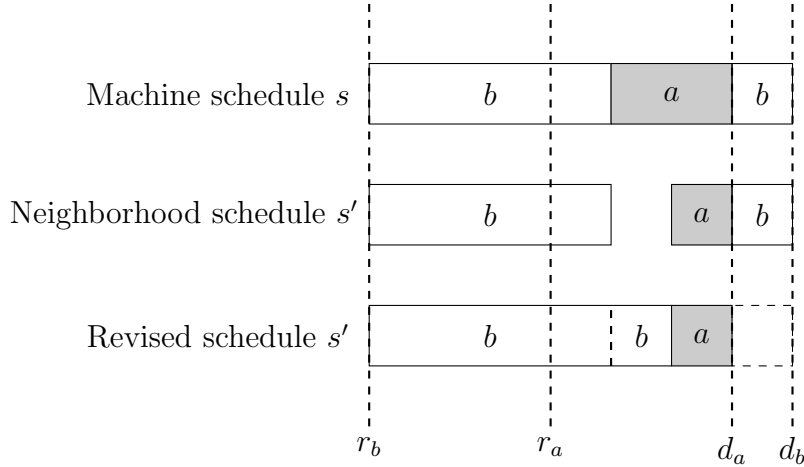 Machine schedule s b a b
Neighborhood schedule s′ b a b
Revised schedule s′ b b a
r_b r_a d_a d_b